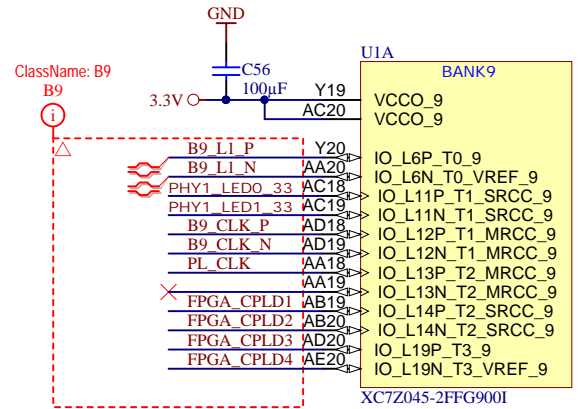 GND
U1A
ClassName: B9
B9
i
C56
100µF
3.3V
BANK9
Y19 VCCO_9
AC20 VCCO_9
B9_L1_P Y20 IO_L6P_T0_9
B9_L1_N AA20 IO_L6N_T0_VREF_9
PHY1_LED0_33 AC18 IO_L11P_T1_SRCC_9
PHY1_LED1_33 AC19 IO_L11N_T1_SRCC_9
B9_CLK_P AD18 IO_L12P_T1_MRCC_9
B9_CLK_N AD19 IO_L12N_T1_MRCC_9
PL_CLK AA18 IO_L13P_T2_MRCC_9
AA19 IO_L13N_T2_MRCC_9
FPGA_CPLD1 AB19 IO_L14P_T2_SRCC_9
FPGA_CPLD2 AB20 IO_L14N_T2_SRCC_9
FPGA_CPLD3 AD20 IO_L19P_T3_9
FPGA_CPLD4 AE20 IO_L19N_T3_VREF_9
XC7Z045-2FFG900I